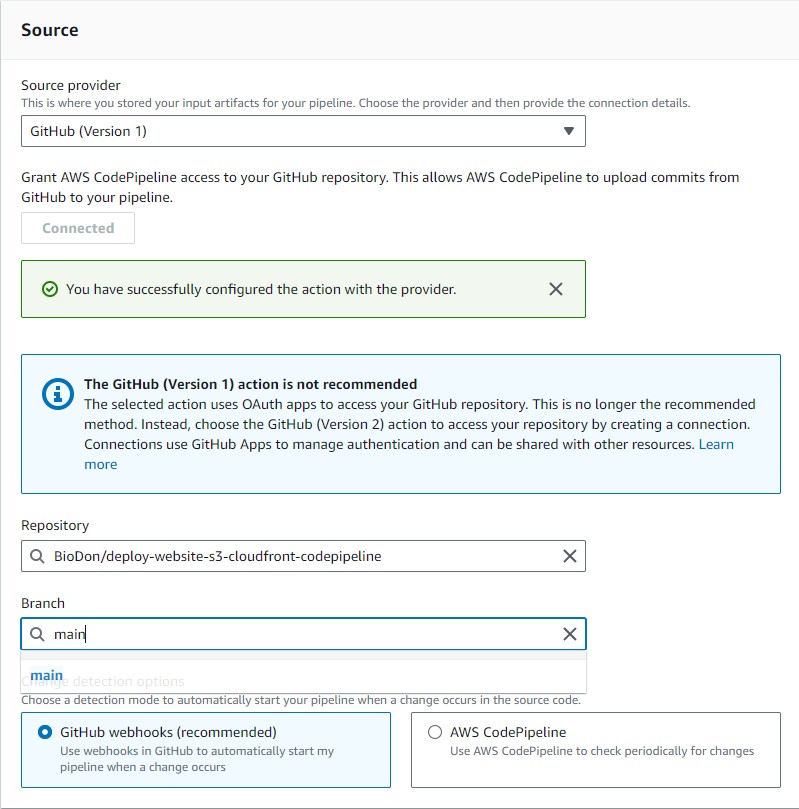 Source
Source provider
This is where you stored your input artifacts for your pipeline. Choose the provider and then provide the connection details.
GitHub (Version 1)
Grant AWS CodePipeline access to your GitHub repository. This allows AWS CodePipeline to upload commits from
GitHub to your pipeline.
Connected
You have successfully configured the action with the provider.
The GitHub (Version 1) action is not recommended
The selected action uses OAuth apps to access your GitHub repository. This is no longer the recommended
method. Instead, choose the GitHub (Version 2) action to access your repository by creating a connection.
Connections use GitHub Apps to manage authentication and can be shared with other resources. Learn
more
Repository
BioDon/deploy-website-s3-cloudfront-codepipeline
Branch
main
main
Change detection options
Choose a detection mode to automatically start your pipeline when a change occurs in the source code.
GitHub webhooks (recommended)
Use webhooks in GitHub to automatically start my
pipeline when a change occurs
AWS CodePipeline
Use AWS CodePipeline to check periodically for changes